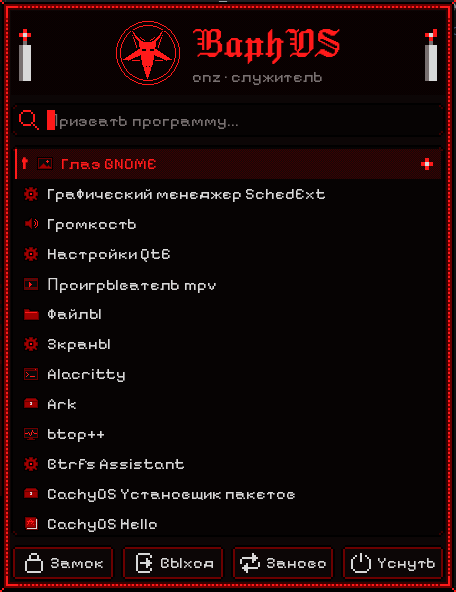 BaphOS
onz · служитель
Призвать программу...
Глаз GNOME
Графический менеджер SchedExt
Громкость
Настройки Qt6
Проигрыватель mpv
Файлы
Экраны
Alacritty
Ark
btop++
Btrfs Assistant
CachyOS Установщик пакетов
CachyOS Hello
Замок Выход Заново Уснуть